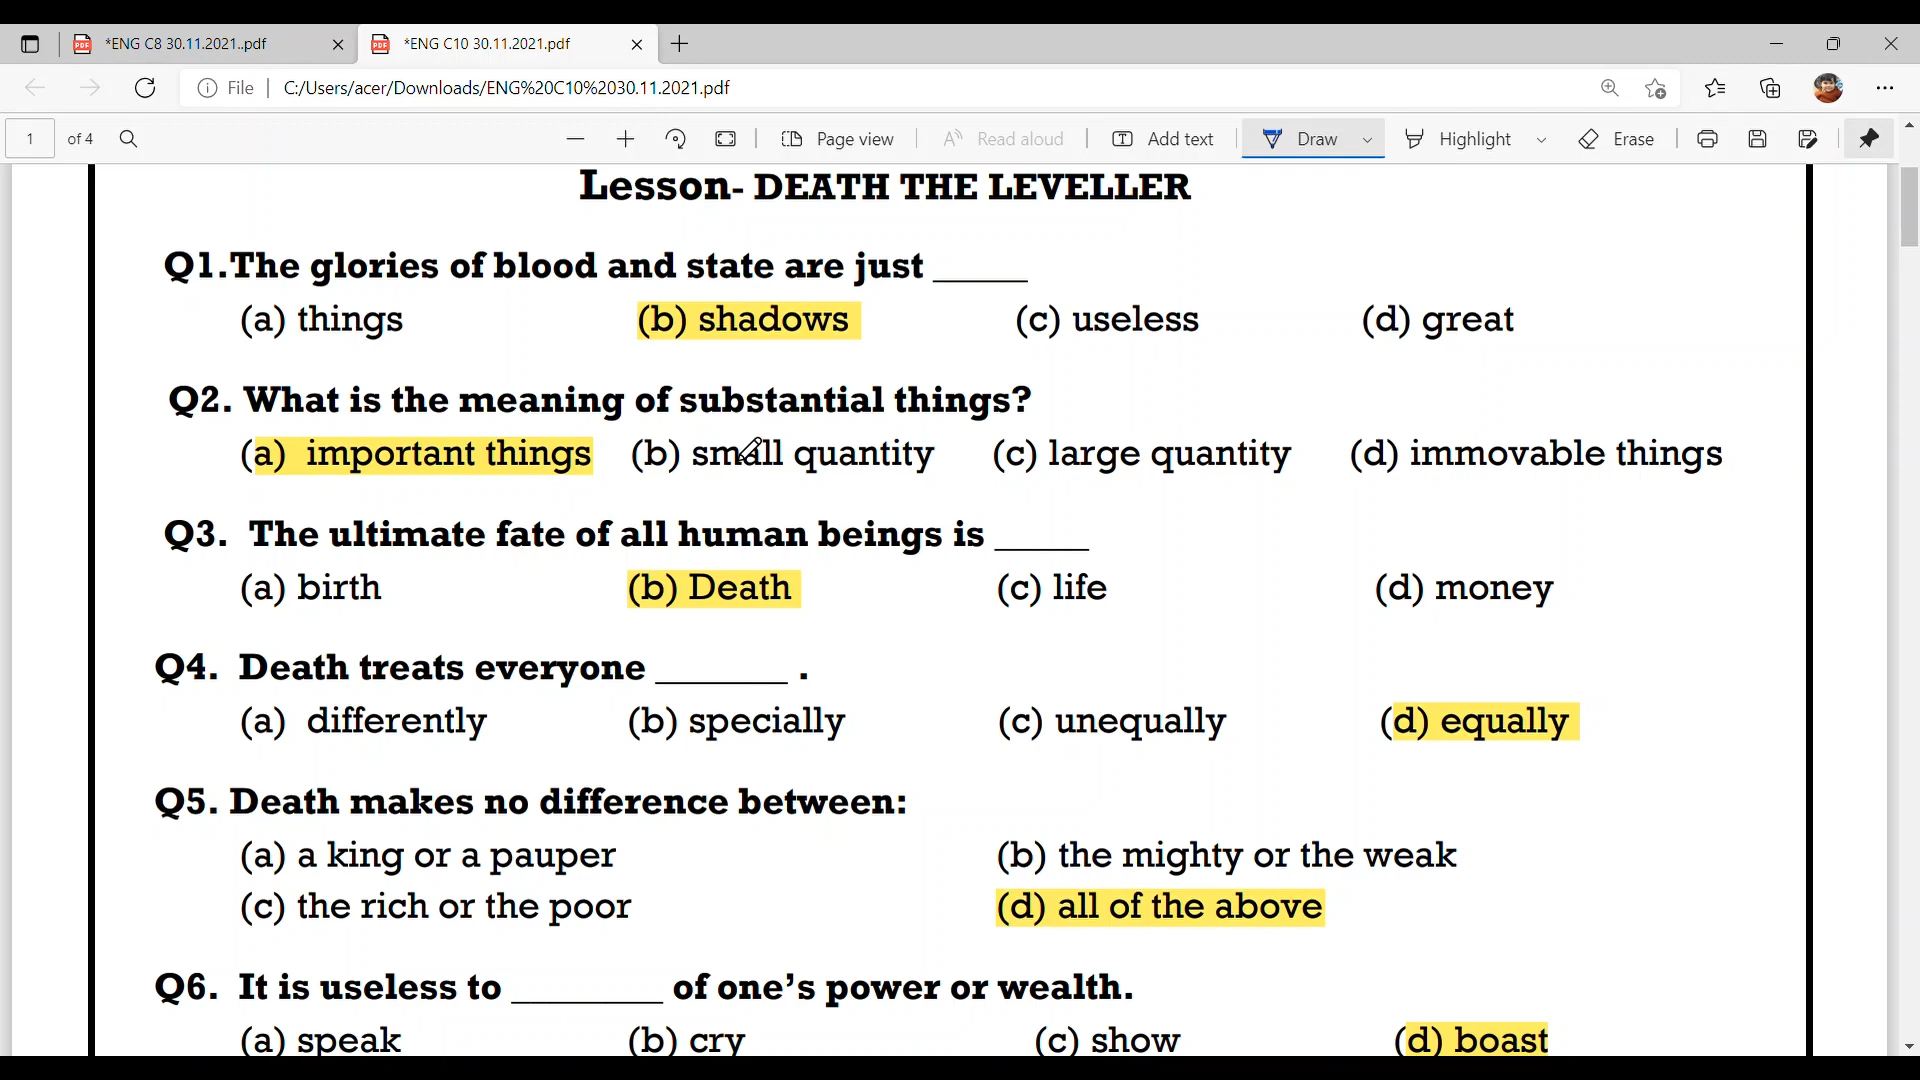 *ENG C8 30.11.2021..pdf
*ENG C10 30.11.2021.pdf
File | C:/Users/acer/Downloads/ENG%20C10%2030.11.2021.pdf
1 of 4 Page view Read aloud Add text Draw Highlight Erase
Lesson- DEATH THE LEVELLER
Q1.The glories of blood and state are just _____
(a) things (b) shadows (c) useless (d) great
Q2. What is the meaning of substantial things?
(a) important things (b) small quantity (c) large quantity (d) immovable things
Q3. The ultimate fate of all human beings is _____
(a) birth (b) Death (c) life (d) money
Q4. Death treats everyone _______ .
(a) differently (b) specially (c) unequally (d) equally
Q5. Death makes no difference between:
(a) a king or a pauper (b) the mighty or the weak
(c) the rich or the poor (d) all of the above
Q6. It is useless to ________ of one's power or wealth.
(a) speak (b) cry (c) show (d) boast